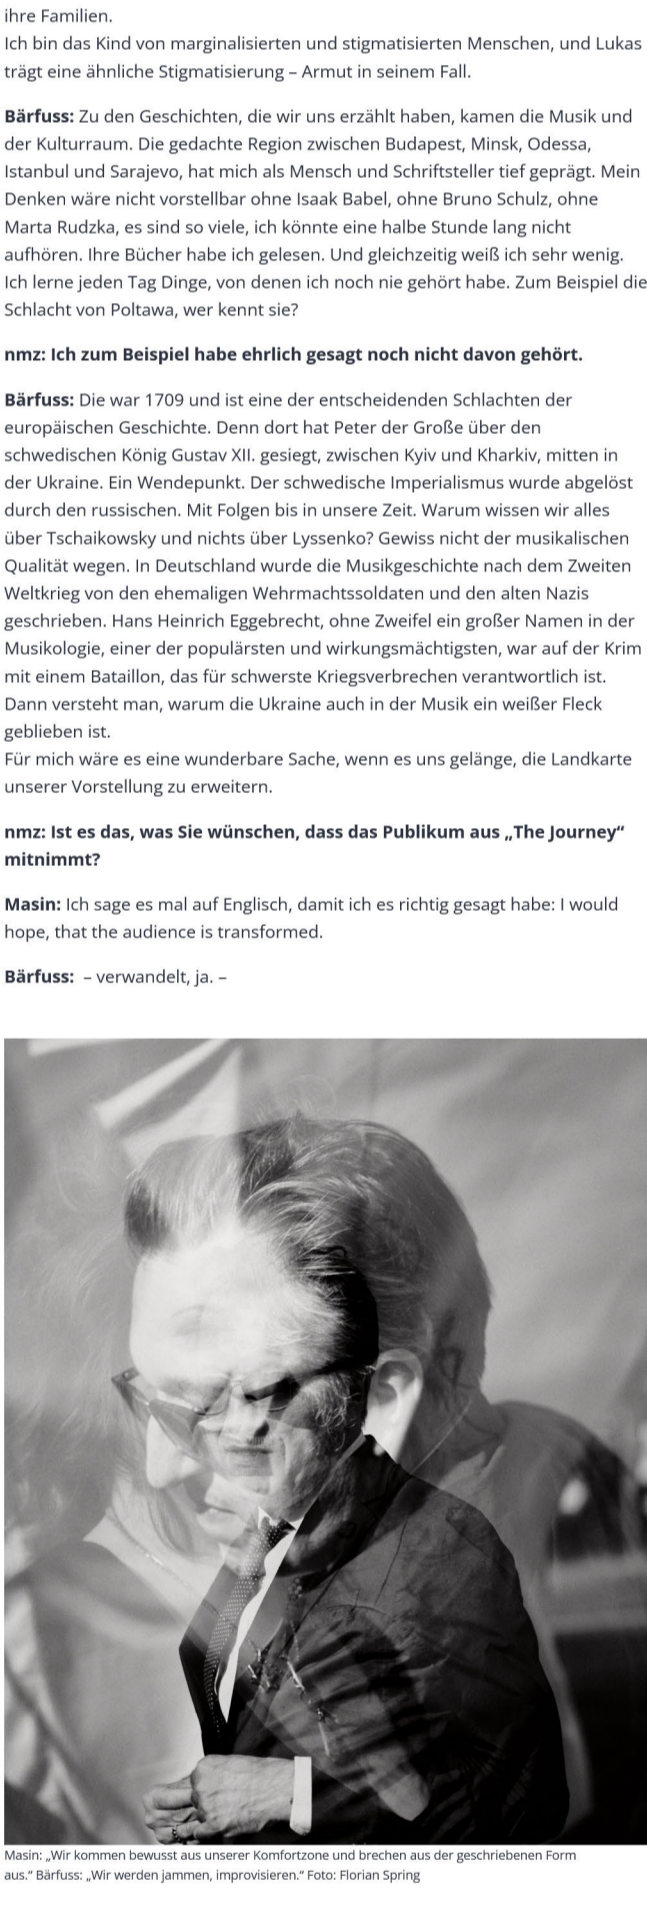 ihre Familien.
Ich bin das Kind von marginalisierten und stigmatisierten Menschen, und Lukas
trägt eine ähnliche Stigmatisierung – Armut in seinem Fall.
Bärfuss: Zu den Geschichten, die wir uns erzählt haben, kamen die Musik und
der Kulturraum. Die gedachte Region zwischen Budapest, Minsk, Odessa,
Istanbul und Sarajevo, hat mich als Mensch und Schriftsteller tief geprägt. Mein
Denken wäre nicht vorstellbar ohne Isaak Babel, ohne Bruno Schulz, ohne
Marta Rudzka, es sind so viele, ich könnte eine halbe Stunde lang nicht
aufhören. Ihre Bücher habe ich gelesen. Und gleichzeitig weiß ich sehr wenig.
Ich lerne jeden Tag Dinge, von denen ich noch nie gehört habe. Zum Beispiel die
Schlacht von Poltawa, wer kennt sie?
nmz: Ich zum Beispiel habe ehrlich gesagt noch nicht davon gehört.
Bärfuss: Die war 1709 und ist eine der entscheidenden Schlachten der
europäischen Geschichte. Denn dort hat Peter der Große über den
schwedischen König Gustav XII. gesiegt, zwischen Kyiv und Kharkiv, mitten in
der Ukraine. Ein Wendepunkt. Der schwedische Imperialismus wurde abgelöst
durch den russischen. Mit Folgen bis in unsere Zeit. Warum wissen wir alles
über Tschaikowsky und nichts über Lyssenko? Gewiss nicht der musikalischen
Qualität wegen. In Deutschland wurde die Musikgeschichte nach dem Zweiten
Weltkrieg von den ehemaligen Wehrmachtssoldaten und den alten Nazis
geschrieben. Hans Heinrich Eggebrecht, ohne Zweifel ein großer Namen in der
Musikologie, einer der populärsten und wirkungsmächtigsten, war auf der Krim
mit einem Bataillon, das für schwerste Kriegsverbrechen verantwortlich ist.
Dann versteht man, warum die Ukraine auch in der Musik ein weißer Fleck
geblieben ist.
Für mich wäre es eine wunderbare Sache, wenn es uns gelänge, die Landkarte
unserer Vorstellung zu erweitern.
nmz: Ist es das, was Sie wünschen, dass das Publikum aus „The Journey“
mitnimmt?
Masin: Ich sage es mal auf Englisch, damit ich es richtig gesagt habe: I would
hope, that the audience is transformed.
Bärfuss:  – verwandelt, ja. –
Masin: „Wir kommen bewusst aus unserer Komfortzone und brechen aus der geschriebenen Form
aus.“ Bärfuss: „Wir werden jammen, improvisieren.“ Foto: Florian Spring